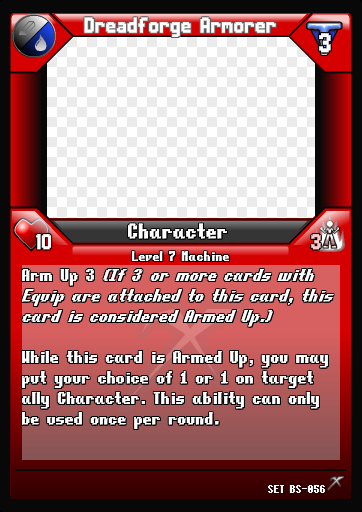 Dreadforge Armorer
3
Character
10
3
Level 7 Machine
Arm Up 3 (If 3 or more cards with
Equip are attached to this card, this
card is considered Armed Up.)
While this card is Armed Up, you may
put your choice of 1 or 1 on target
ally Character. This ability can only
be used once per round.
SET BS-056